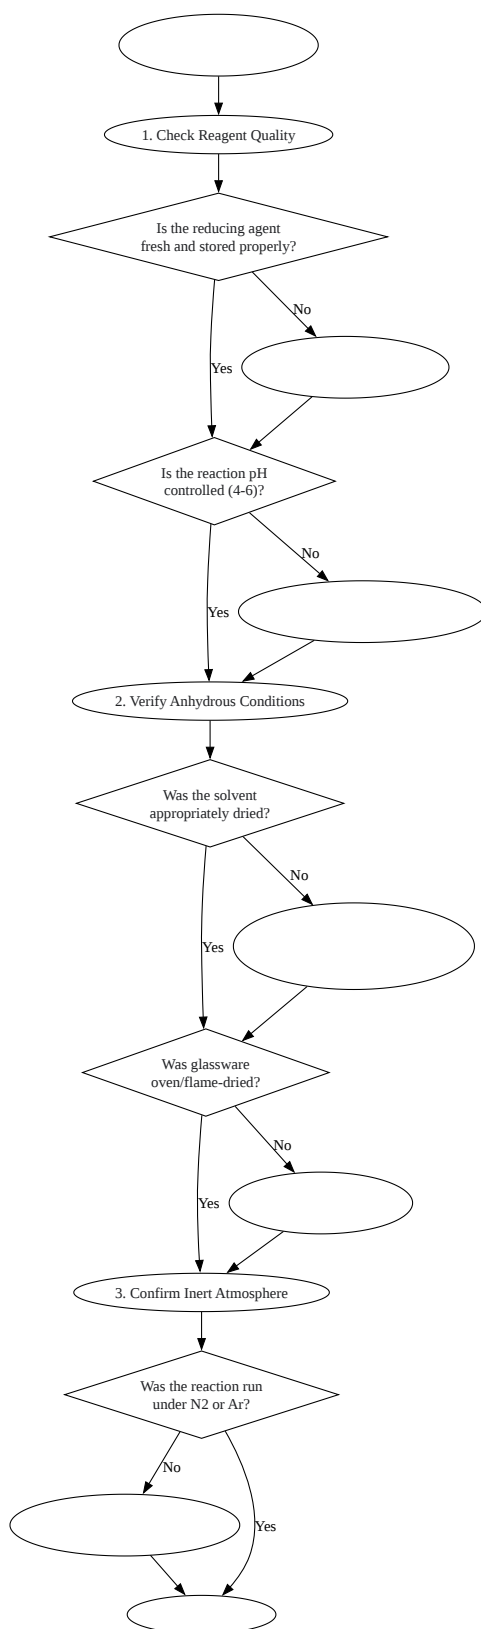 1. Check Reagent Quality
Is the reducing agent
fresh and stored properly?
No
Yes
Is the reaction pH
controlled (4-6)?
No
Yes
2. Verify Anhydrous Conditions
Was the solvent
appropriately dried?
No
Yes
Was glassware
oven/flame-dried?
No
Yes
3. Confirm Inert Atmosphere
Was the reaction run
under N2 or Ar?
No
Yes